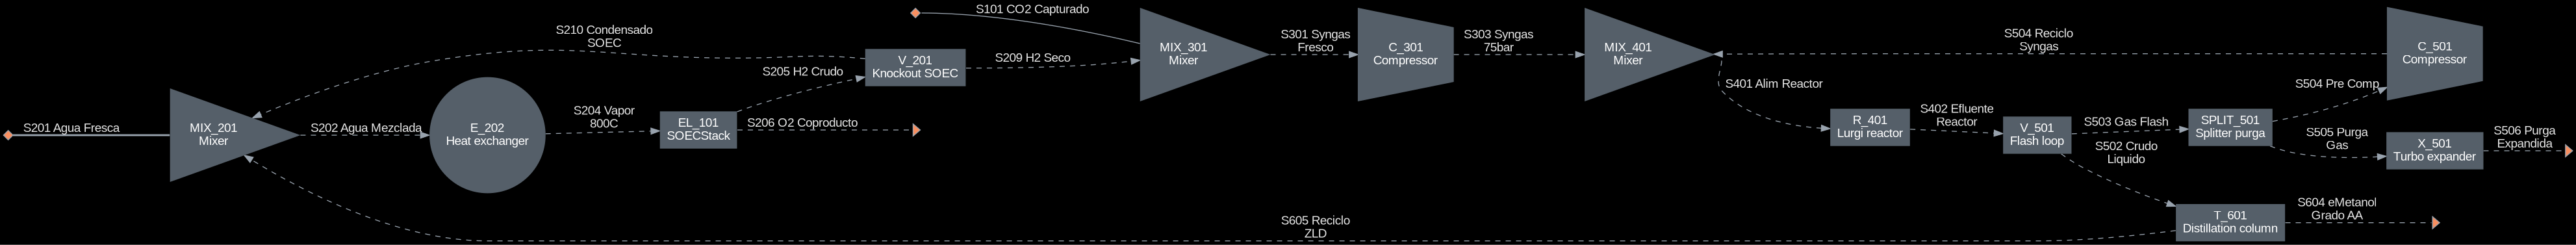 S201 Agua Fresca
MIX_201
Mixer
S210 Condensado
SOEC
S202 Agua Mezclada
E_202
Heat exchanger
S204 Vapor
800C
EL_101
SOECStack
S205 H2 Crudo
S206 O2 Coproducto
V_201
Knockout SOEC
S101 CO2 Capturado
S209 H2 Seco
MIX_301
Mixer
S301 Syngas
Fresco
C_301
Compressor
S303 Syngas
75bar
MIX_401
Mixer
S504 Reciclo
Syngas
S401 Alim Reactor
R_401
Lurgi reactor
S402 Efluente
Reactor
V_501
Flash loop
S503 Gas Flash
S502 Crudo
Liquido
SPLIT_501
Splitter purga
S504 Pre Comp
C_501
Compressor
S505 Purga
Gas
X_501
Turbo expander
S506 Purga
Expandida
T_601
Distillation column
S604 eMetanol
Grado AA
S605 Reciclo
ZLD